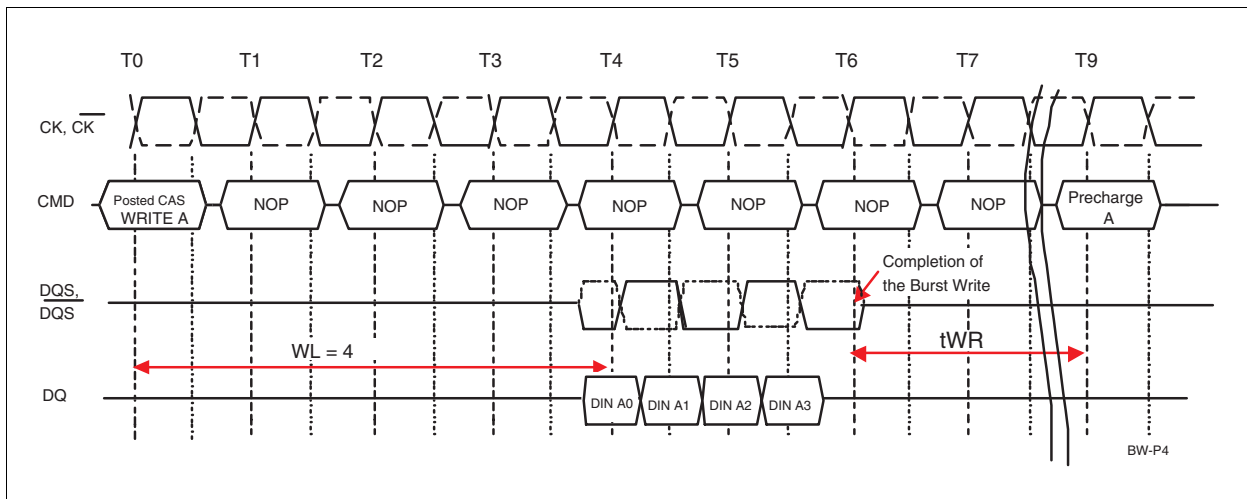 T0 T1 T2 T3 T4 T5 T6 T7 T9
CK, CK
CMD
Posted CAS
WRITE A
NOP NOP NOP NOP NOP NOP NOP
Precharge
A
DQS,
DQS
Completion of
the Burst Write
WL = 4
tWR
DQ
DIN A0 DIN A1 DIN A2 DIN A3
BW-P4